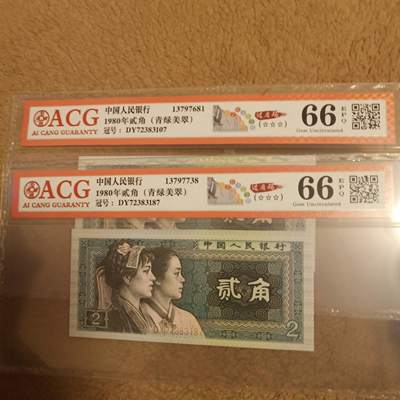 ACG
AI CANG GUARANTY
中国人民银行 13797681
1980年贰角（青绿美翠）
冠号：DY72383107
(☆☆☆)
66 EPQ
Gem Uncirculated
ACG
AI CANG GUARANTY
中国人民银行 13797738
1980年贰角（青绿美翠）
冠号：DY72383187
(☆☆☆)
66 EPQ
Gem Uncirculated
中国人民银行
贰角
2
2